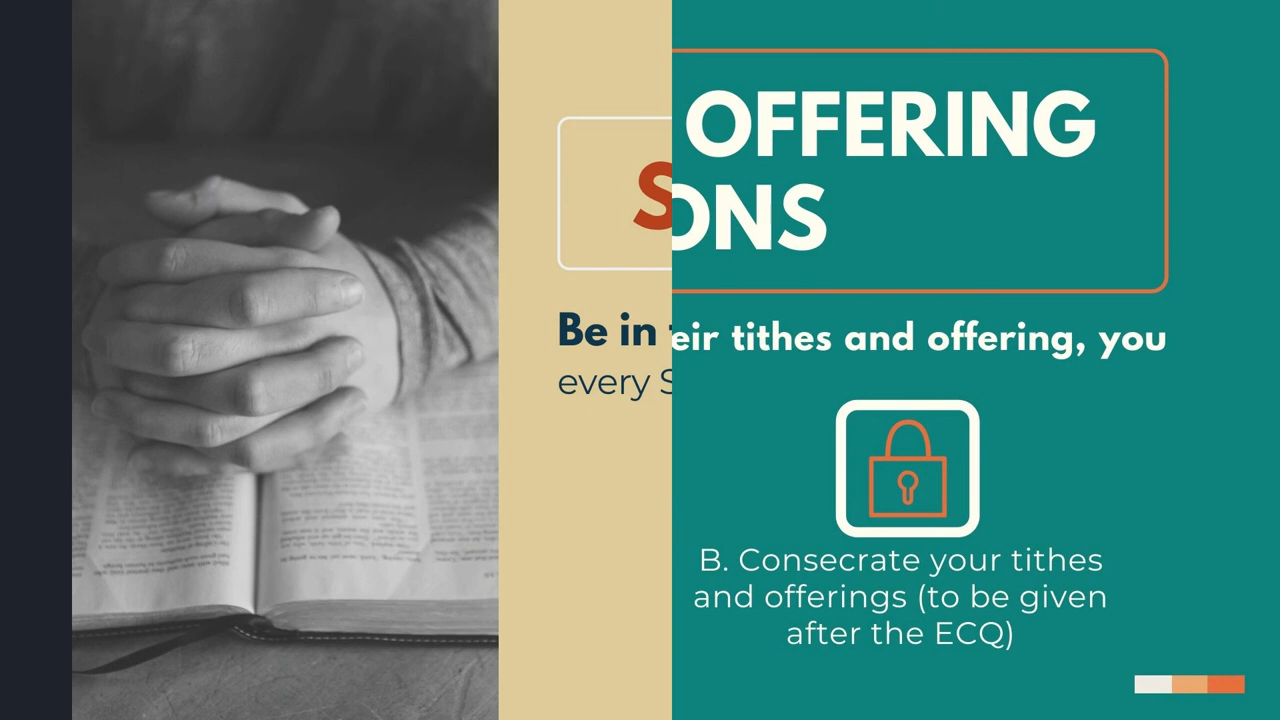 OFFERING
ONS
S
Be in
every S
eir tithes and offering, you
B. Consecrate your tithes
and offerings (to be given
after the ECQ)